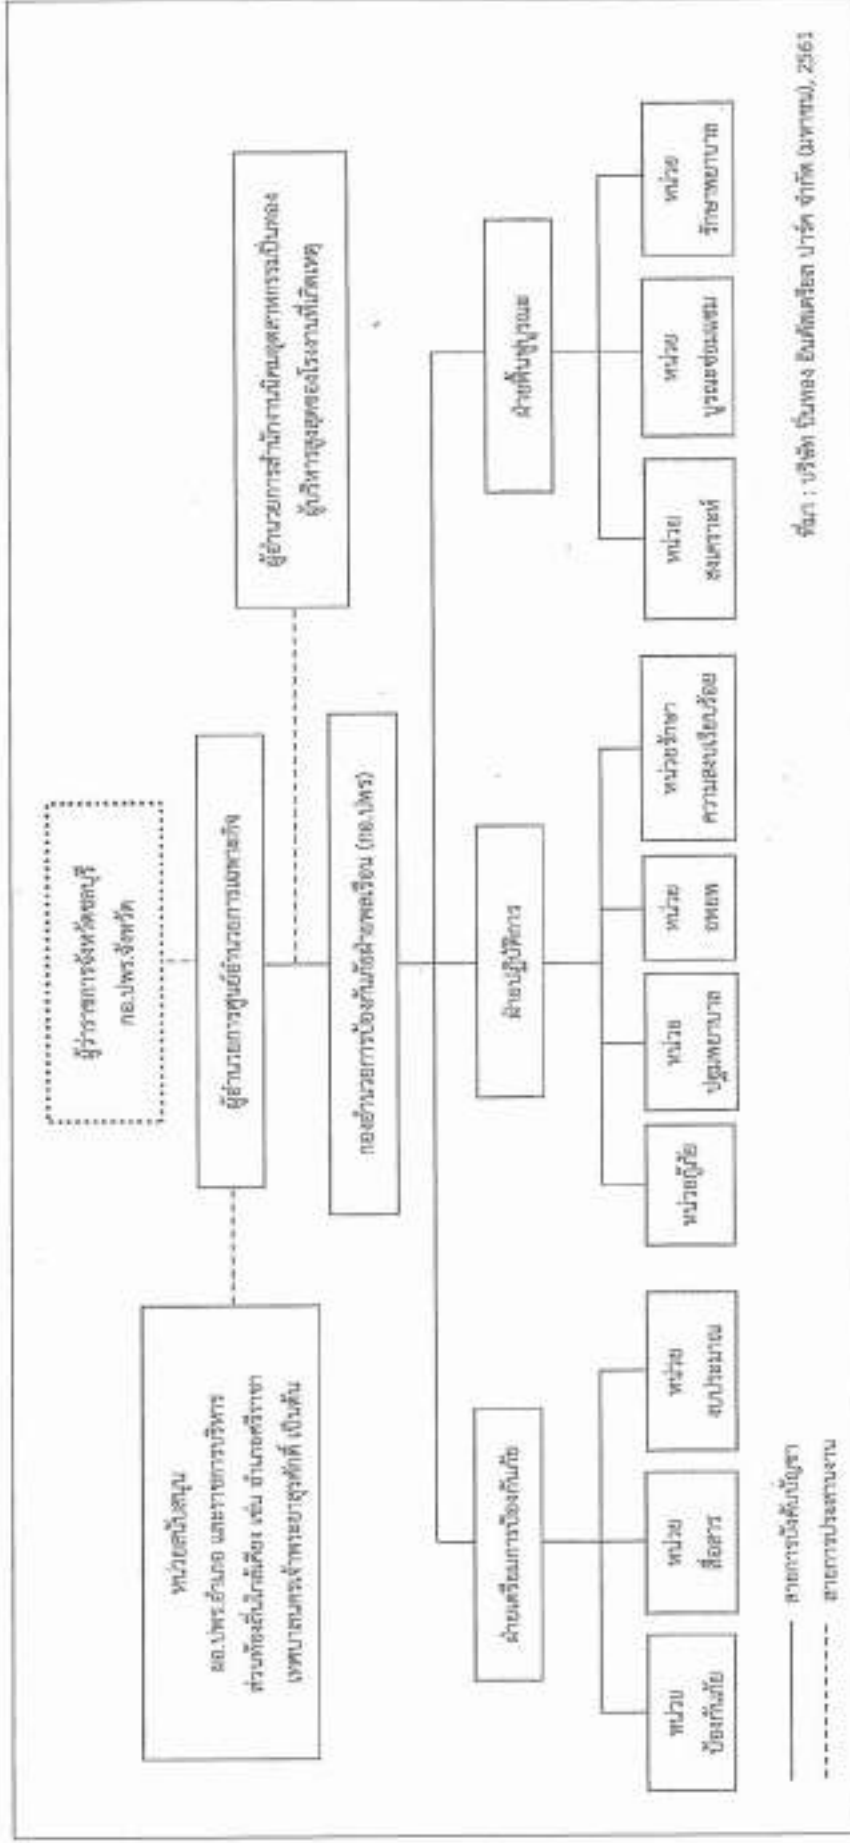 ผู้ว่าราชการจังหวัดชลบุรี
กอ.ปพร.จังหวัด
หน่วยสนับสนุน
ผอ.ปพร.อำเภอ และราชการบริหาร
ส่วนท้องถิ่นใกล้เคียง เช่น อำเภอศรีราชา
เทศบาลนครเจ้าพระยาสุรศักดิ์ เป็นต้น
ผู้อำนวยการศูนย์อำนวยการเฉพาะกิจ
ผู้อำนวยการสำนักงานนิคมอุตสาหกรรมปิ่นทอง
ผู้บริหารสูงสุดของโรงงานที่เกิดเหตุ
กองอำนวยการป้องกันภัยฝ่ายพลเรือน (กอ.ปพร)
ฝ่ายเตรียมการป้องกันภัย
ฝ่ายปฏิบัติการ
ฝ่ายฟื้นฟูบูรณะ
หน่วย
ป้องกันภัย
หน่วย
สื่อสาร
หน่วย
งบประมาณ
หน่วยกู้ภัย
หน่วย
ปฐมพยาบาล
หน่วย
อพยพ
หน่วยรักษา
ความสงบเรียบร้อย
หน่วย
สงเคราะห์
หน่วย
บูรณะซ่อมแซม
หน่วย
รักษาพยาบาล
สายการบังคับบัญชา
สายการประสานงาน
ที่มา : บริษัท ปิ่นทอง อินดัสเตรียล ปาร์ค จำกัด (มหาชน), 2561